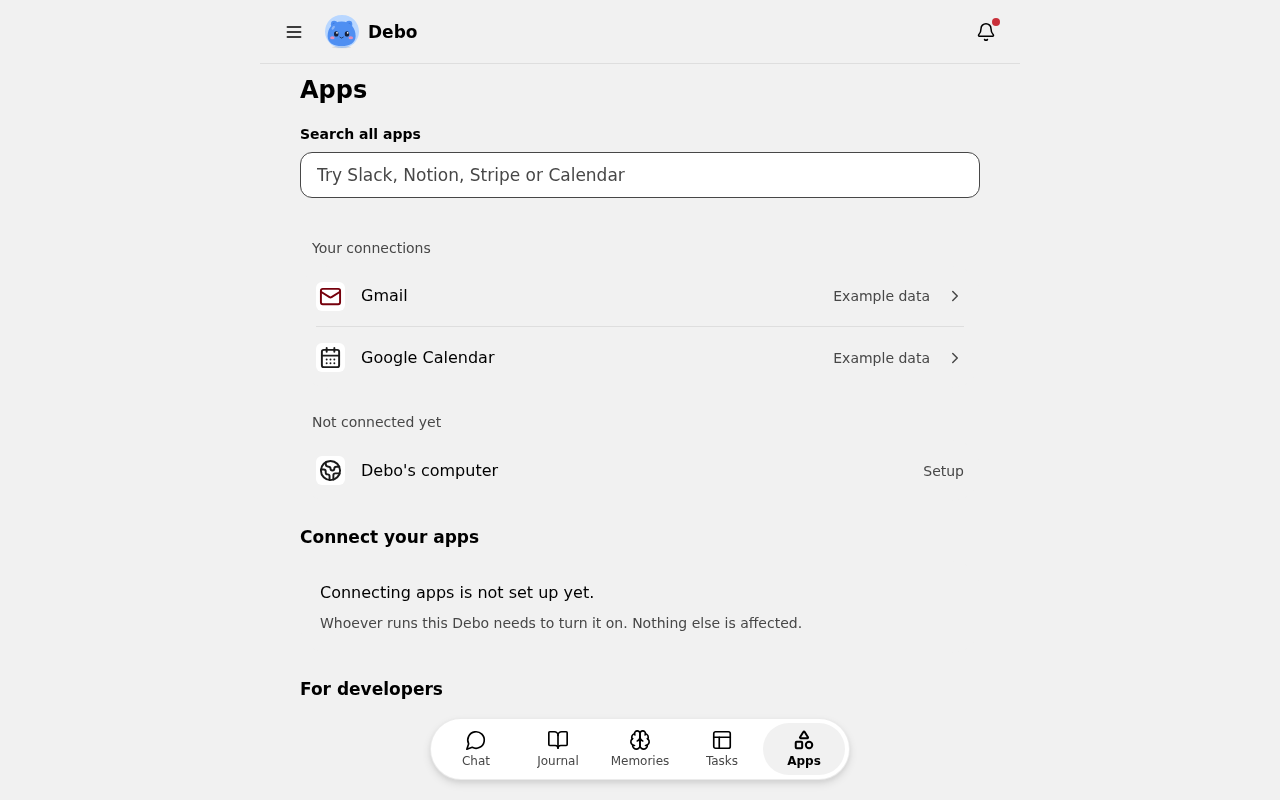 Debo
Apps
Search all apps
Try Slack, Notion, Stripe or Calendar
Your connections
Gmail
Example data
Google Calendar
Example data
Not connected yet
Debo's computer
Setup
Connect your apps
Connecting apps is not set up yet.
Whoever runs this Debo needs to turn it on. Nothing else is affected.
For developers
Chat
Journal
Memories
Tasks
Apps